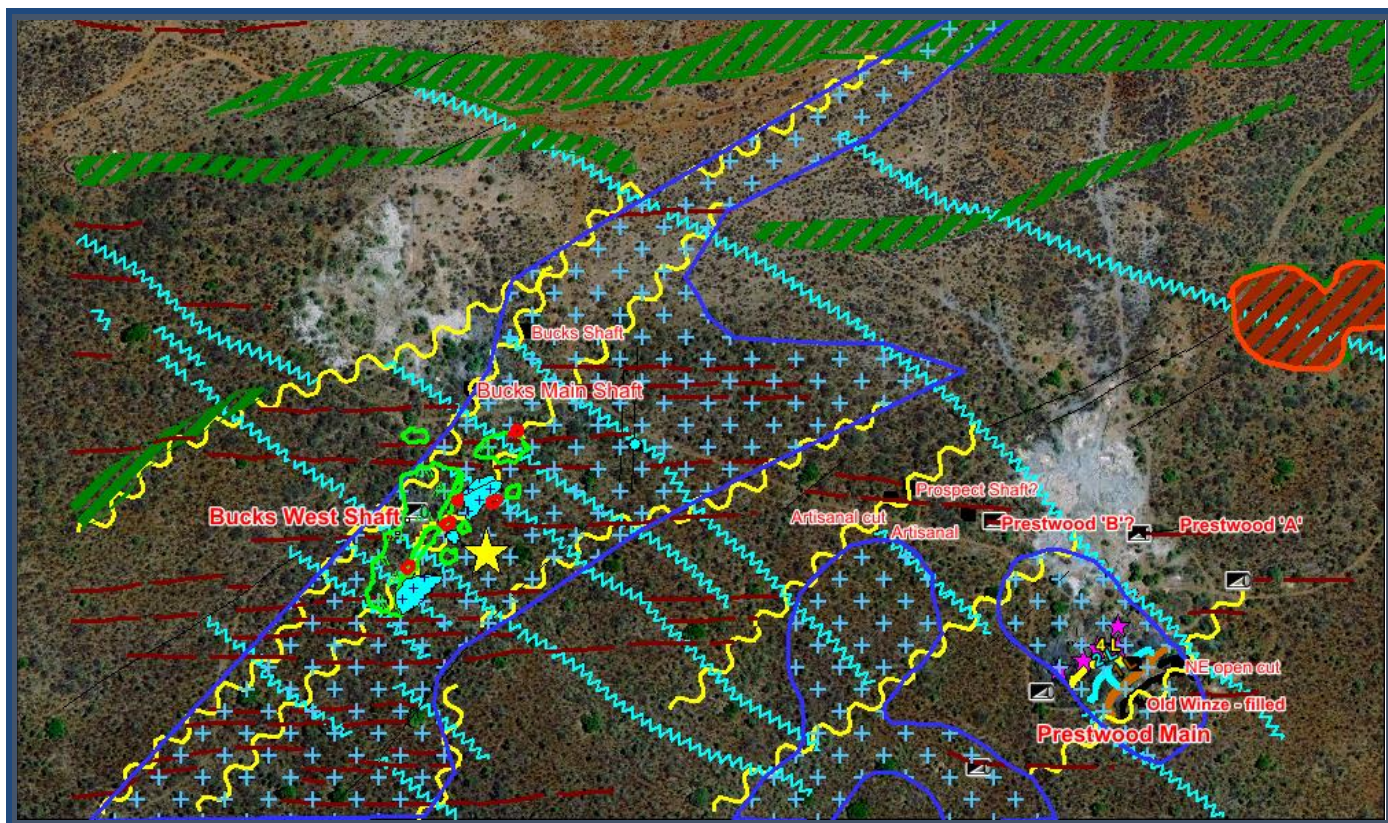 Bucks Shaft
Bucks Main Shaft
Prospect Shaft?
Bucks West Shaft
Artisanal cut
Artisanal
Prestwood 'B'?
Prestwood 'A'
4 L
NE open cut
Old Winze - filled
Prestwood Main